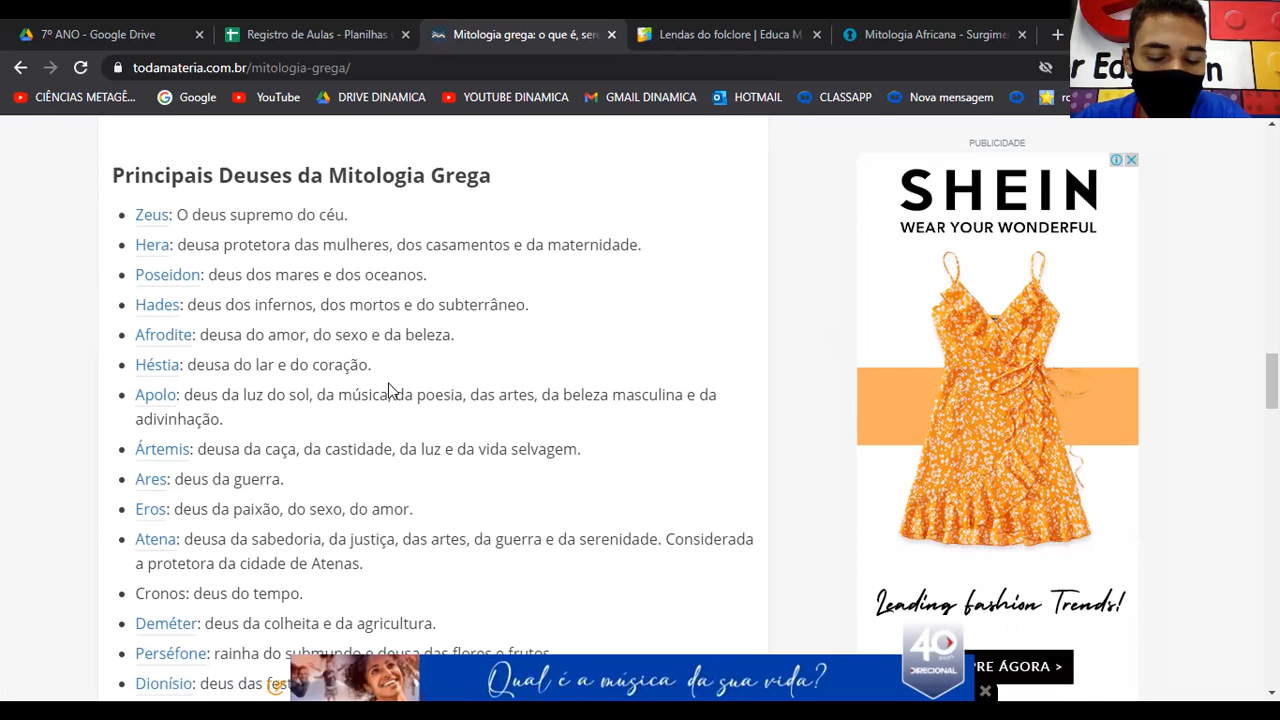 7º ANO - Google Drive
Registro de Aulas - Planilhas
Mitologia grega: o que é, ser
Lendas do folclore | Educa M
Mitologia Africana - Surgime
todamateria.com.br/mitologia-grega/
CIÊNCIAS METAGÊ...
Google
YouTube
DRIVE DINAMICA
YOUTUBE DINAMICA
GMAIL DINAMICA
HOTMAIL
CLASSAPP
Nova mensagem
Principais Deuses da Mitologia Grega
Zeus: O deus supremo do céu.
Hera: deusa protetora das mulheres, dos casamentos e da maternidade.
Poseidon: deus dos mares e dos oceanos.
Hades: deus dos infernos, dos mortos e do subterrâneo.
Afrodite: deusa do amor, do sexo e da beleza.
Héstia: deusa do lar e do coração.
Apolo: deus da luz do sol, da música da poesia, das artes, da beleza masculina e da
adivinhação.
Ártemis: deusa da caça, da castidade, da luz e da vida selvagem.
Ares: deus da guerra.
Eros: deus da paixão, do sexo, do amor.
Atena: deusa da sabedoria, da justiça, das artes, da guerra e da serenidade. Considerada
a protetora da cidade de Atenas.
Cronos: deus do tempo.
Deméter: deus da colheita e da agricultura.
Perséfone: rainha do submundo e deusa das flores e frutos.
Dionísio: deus das
PUBLICIDADE
SHEIN
WEAR YOUR WONDERFUL
Leading fashion Trends!
PRE ÁGORA >
Qual é a música da sua vida?
40
anos
DIRECIONAL